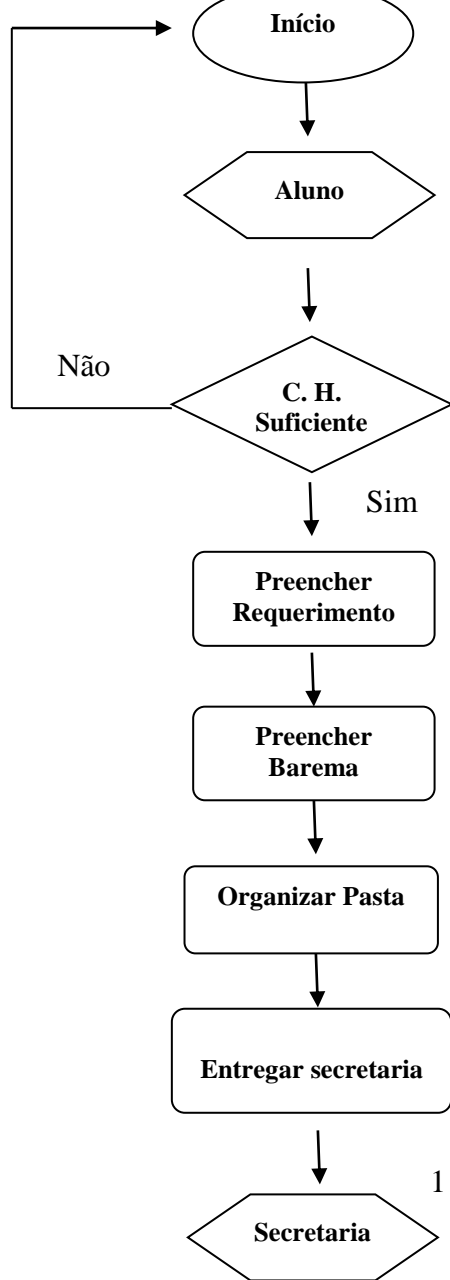 Início
Aluno
Não
C. H.
Suficiente
Sim
Preencher
Requerimento
Preencher
Barema
Organizar Pasta
Entregar secretaria
1
Secretaria